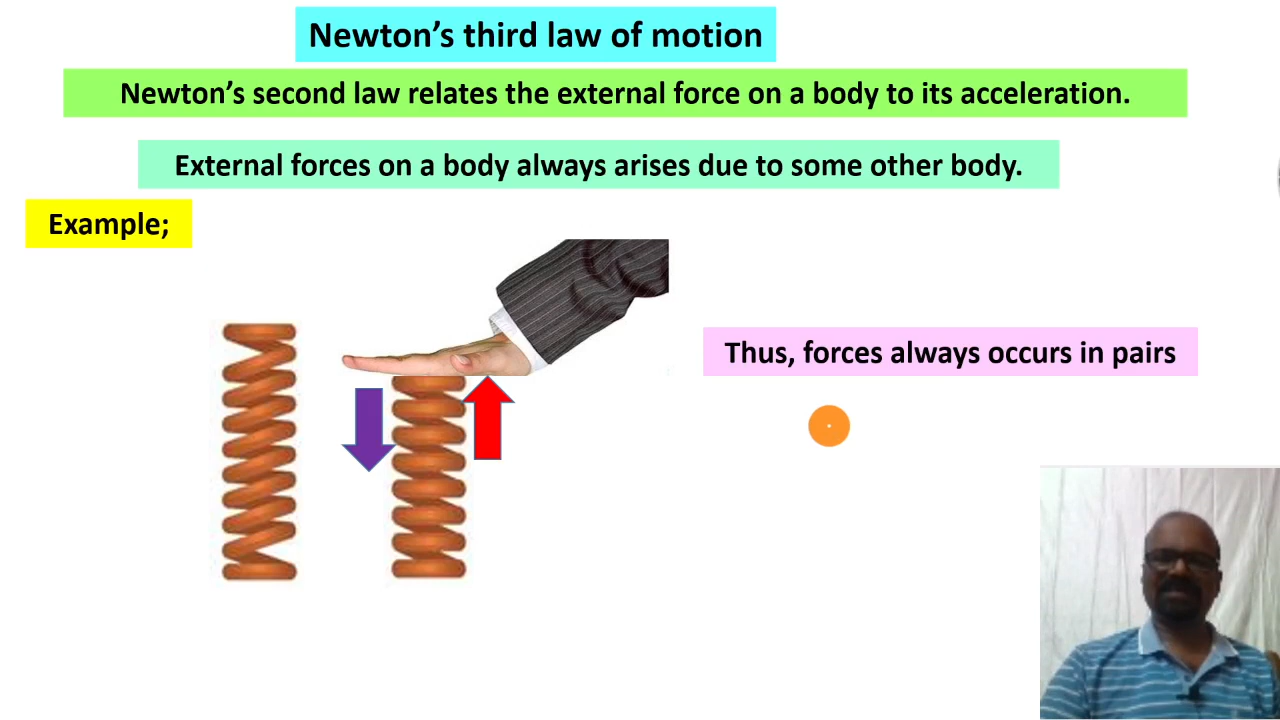 Newton’s third law of motion
Newton’s second law relates the external force on a body to its acceleration.
External forces on a body always arises due to some other body.
Example;
Thus, forces always occurs in pairs